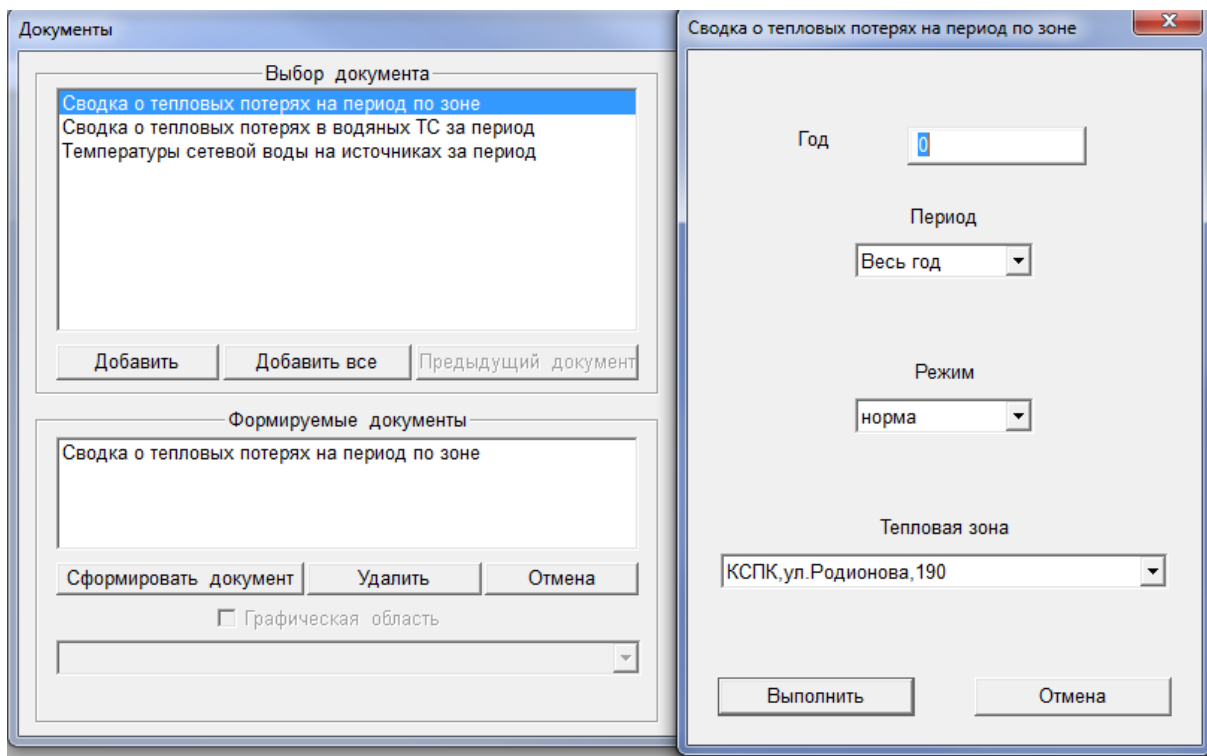 Документы
Выбор документа
Сводка о тепловых потерях на период по зоне
Сводка о тепловых потерях в водяных ТС за период
Температуры сетевой воды на источниках за период
Добавить
Добавить все
Предыдущий документ
Формируемые документы
Сводка о тепловых потерях на период по зоне
Сформировать документ
Удалить
Отмена
Графическая область
Сводка о тепловых потерях на период по зоне
Год
0
Период
Весь год
Режим
норма
Тепловая зона
КСПК,ул.Родионова,190
Выполнить
Отмена